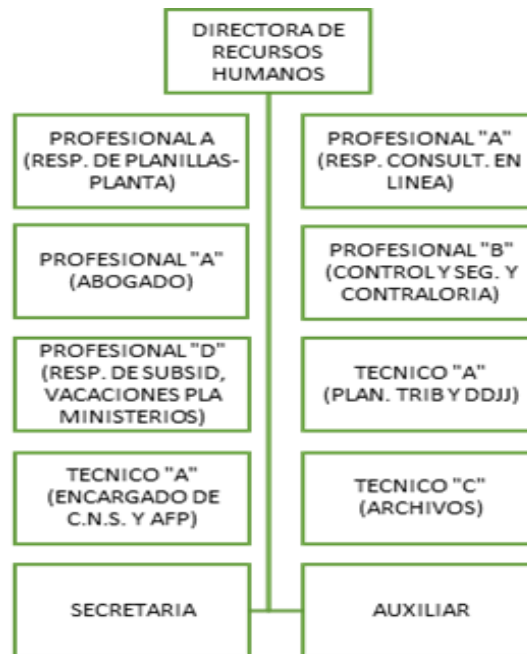 DIRECTORA DE
RECURSOS
HUMANOS
PROFESIONAL A
(RESP. DE PLANILLAS-
PLANTA)
PROFESIONAL "A"
(RESP. CONSULT. EN
LINEA)
PROFESIONAL "A"
(ABOGADO)
PROFESIONAL "B"
(CONTROL Y SEG. Y
CONTRALORIA)
PROFESIONAL "D"
(RESP. DE SUBSID,
VACACIONES PLA
MINISTERIOS)
TECNICO "A"
(PLAN. TRIB Y DDJJ)
TECNICO "A"
(ENCARGADO DE
C.N.S. Y AFP)
TECNICO "C"
(ARCHIVOS)
SECRETARIA
AUXILIAR